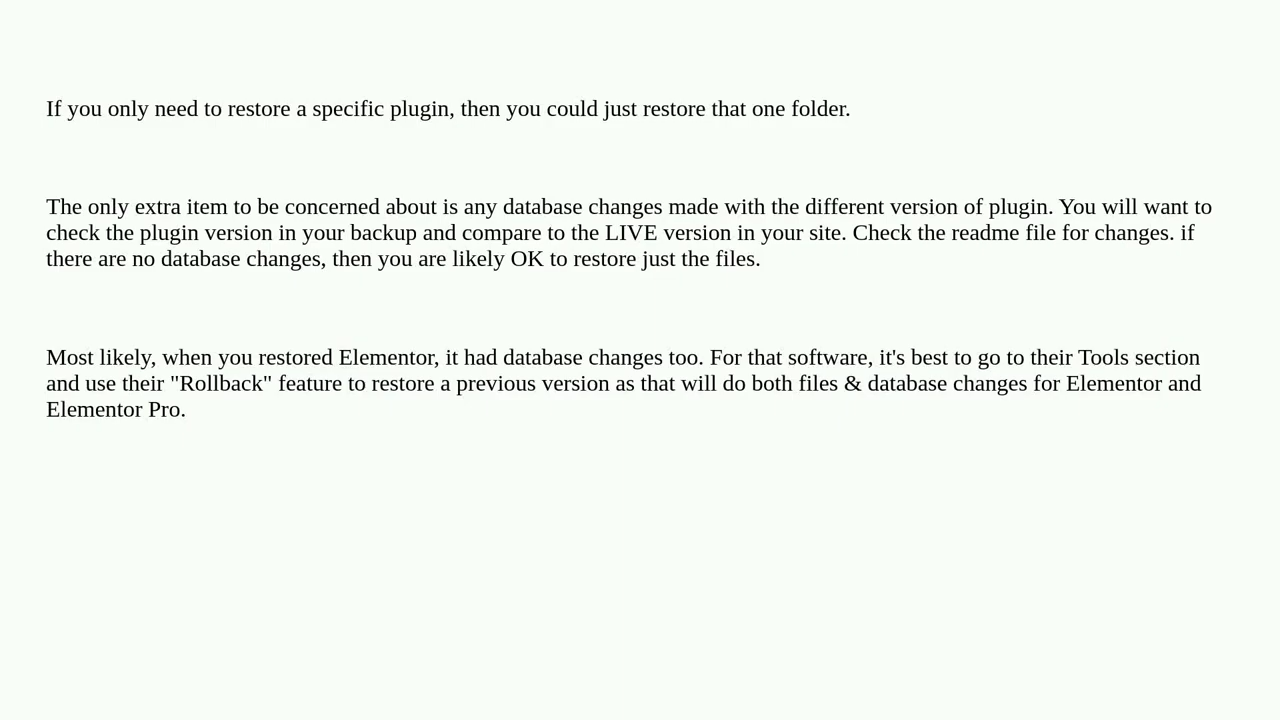 If you only need to restore a specific plugin, then you could just restore that one folder.
The only extra item to be concerned about is any database changes made with the different version of plugin. You will want to
check the plugin version in your backup and compare to the LIVE version in your site. Check the readme file for changes. if
there are no database changes, then you are likely OK to restore just the files.
Most likely, when you restored Elementor, it had database changes too. For that software, it's best to go to their Tools section
and use their "Rollback" feature to restore a previous version as that will do both files & database changes for Elementor and
Elementor Pro.